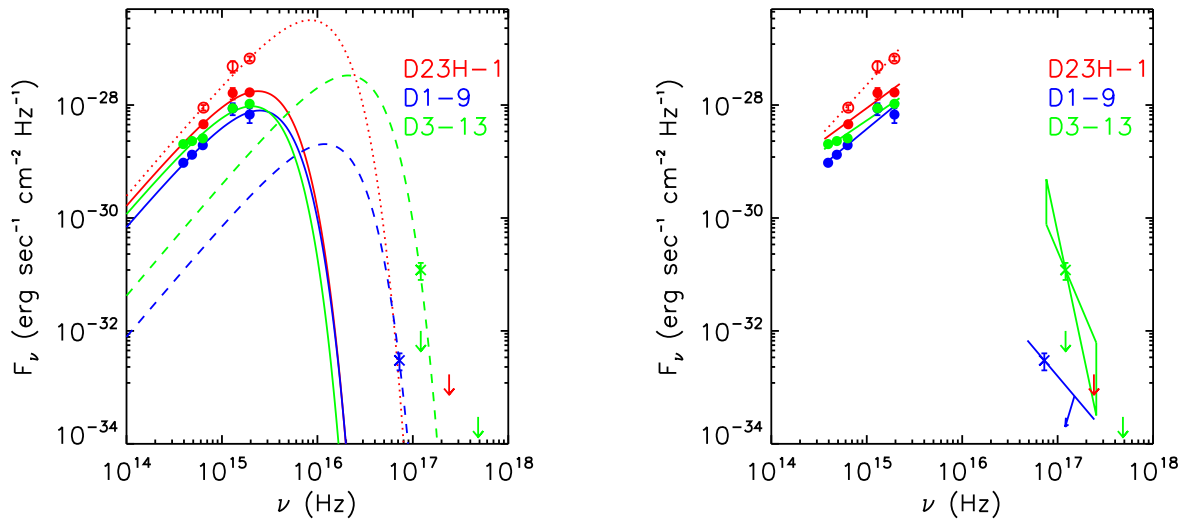 F_ν (erg sec⁻¹ cm⁻² Hz⁻¹)
10⁻²⁸
10⁻³⁰
10⁻³²
10⁻³⁴
D23H−1
D1−9
D3−13
10¹⁴ 10¹⁵ 10¹⁶ 10¹⁷ 10¹⁸
ν (Hz)
F_ν (erg sec⁻¹ cm⁻² Hz⁻¹)
10⁻²⁸
10⁻³⁰
10⁻³²
10⁻³⁴
D23H−1
D1−9
D3−13
10¹⁴ 10¹⁵ 10¹⁶ 10¹⁷ 10¹⁸
ν (Hz)